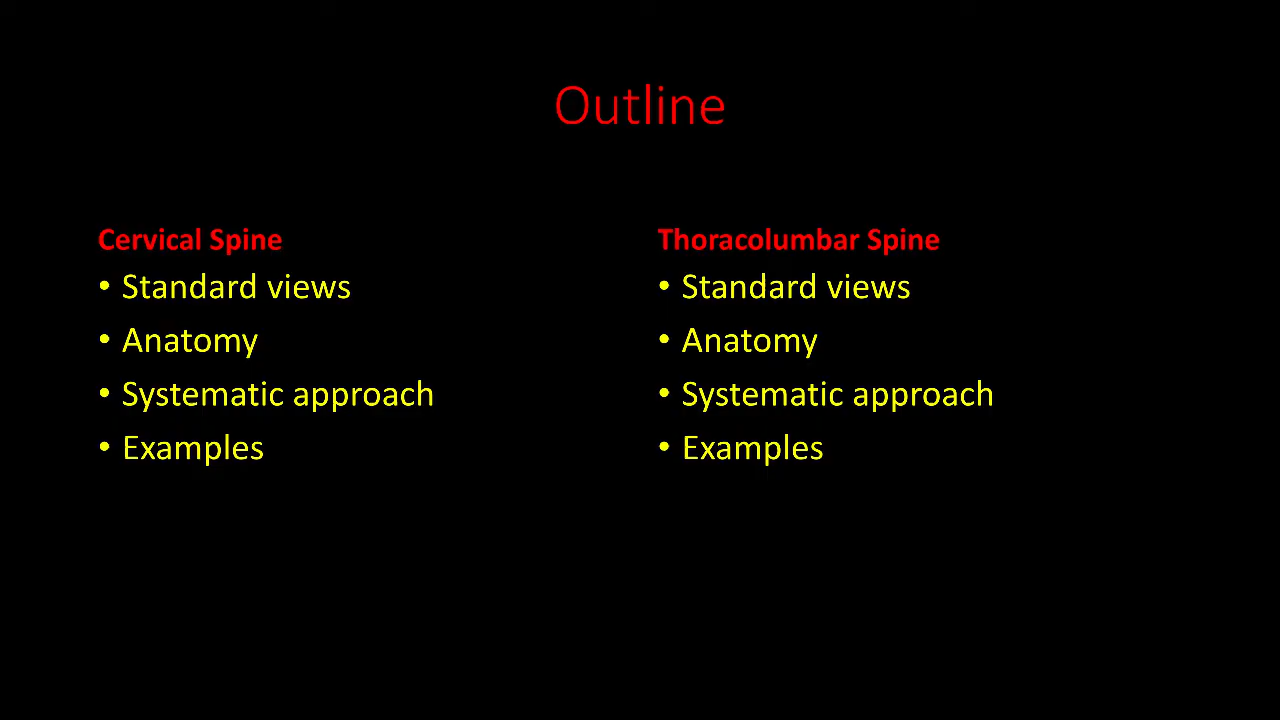 Outline
Cervical Spine
• Standard views
• Anatomy
• Systematic approach
• Examples
Thoracolumbar Spine
• Standard views
• Anatomy
• Systematic approach
• Examples